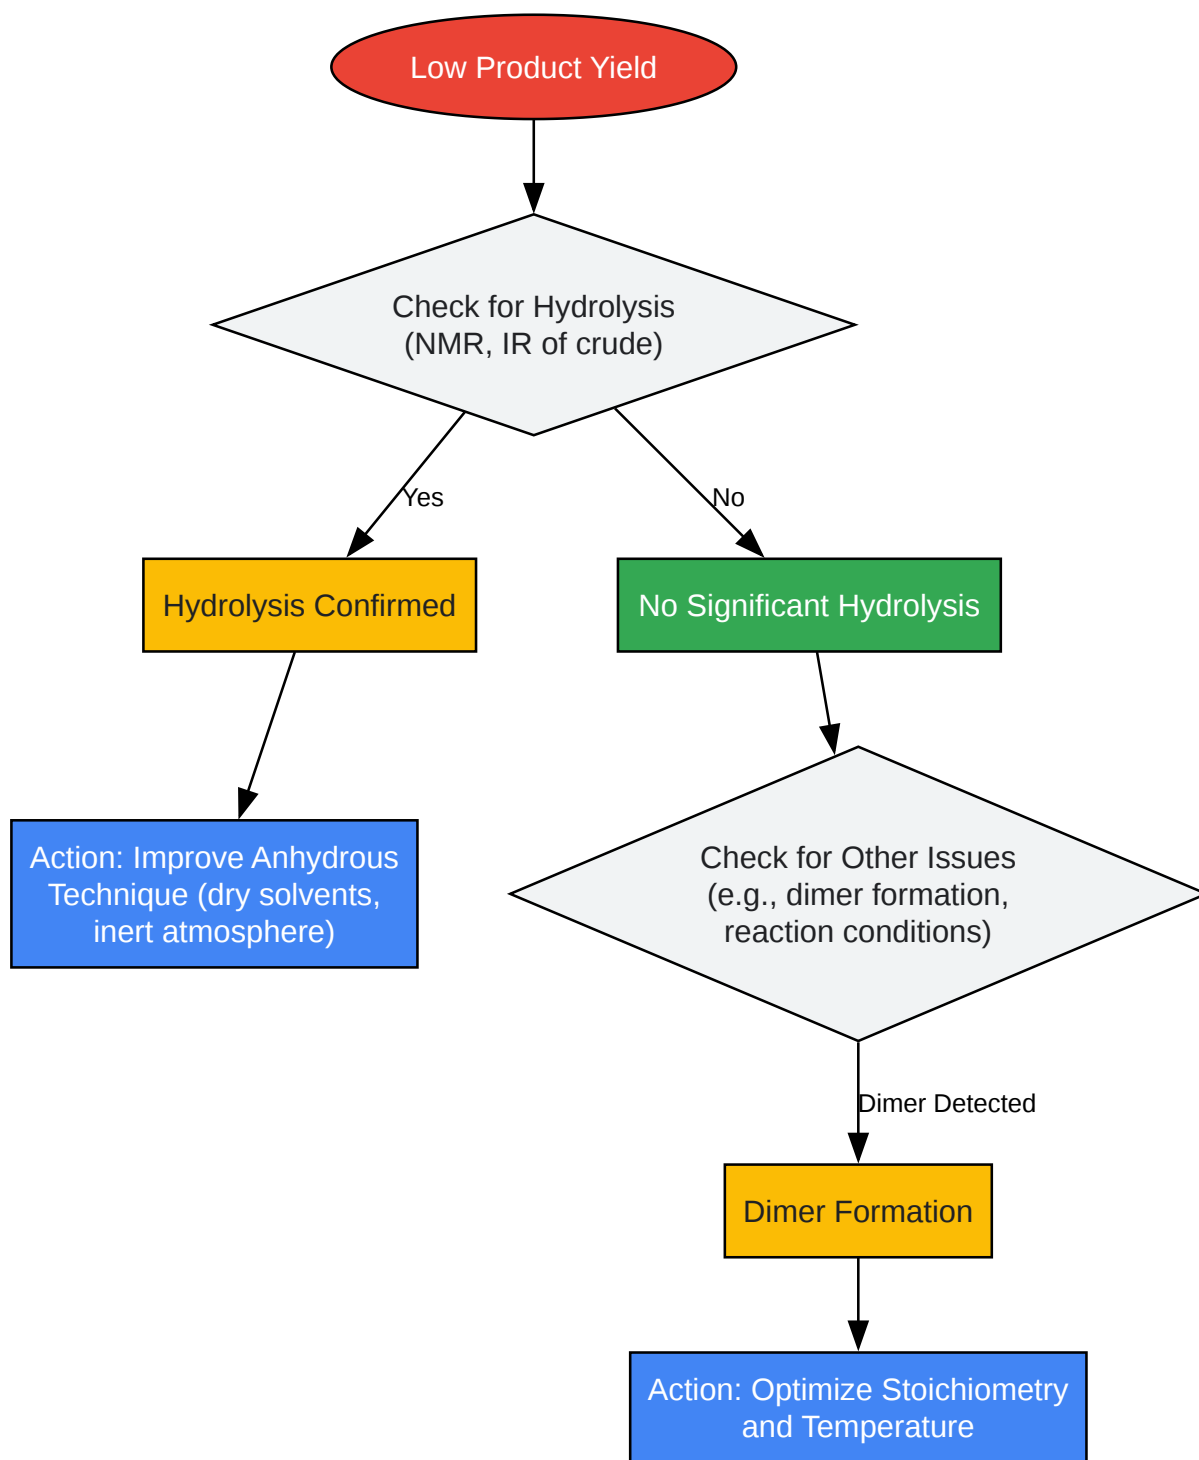 Low Product Yield
Check for Hydrolysis
(NMR, IR of crude)
Yes
No
Hydrolysis Confirmed
No Significant Hydrolysis
Action: Improve Anhydrous
Technique (dry solvents,
inert atmosphere)
Check for Other Issues
(e.g., dimer formation,
reaction conditions)
Dimer Detected
Dimer Formation
Action: Optimize Stoichiometry
and Temperature